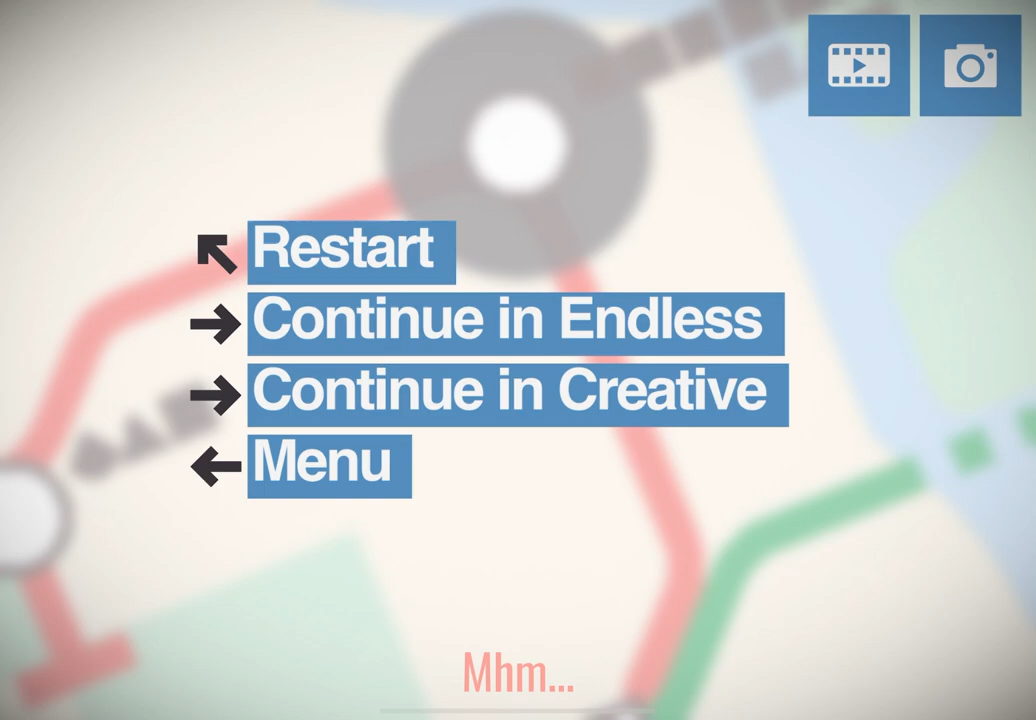 Restart
Continue in Endless
Continue in Creative
Menu
Mhm...